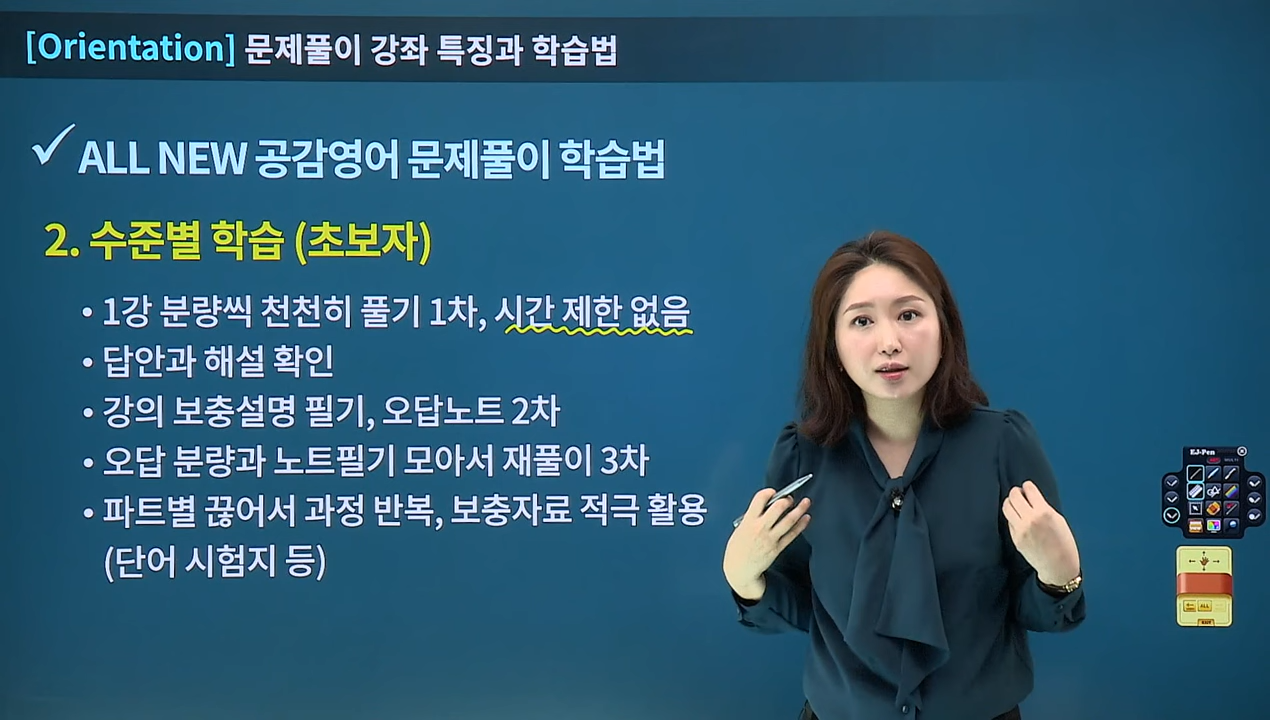 [Orientation] 문제풀이 강좌 특징과 학습법
ALL NEW 공감영어 문제풀이 학습법
2. 수준별 학습 (초보자)
• 1강 분량씩 천천히 풀기 1차, 시간 제한 없음
• 답안과 해설 확인
• 강의 보충설명 필기, 오답노트 2차
• 오답 분량과 노트필기 모아서 재풀이 3차
• 파트별 끊어서 과정 반복, 보충자료 적극 활용
(단어 시험지 등)
EJ-Pen
ALL